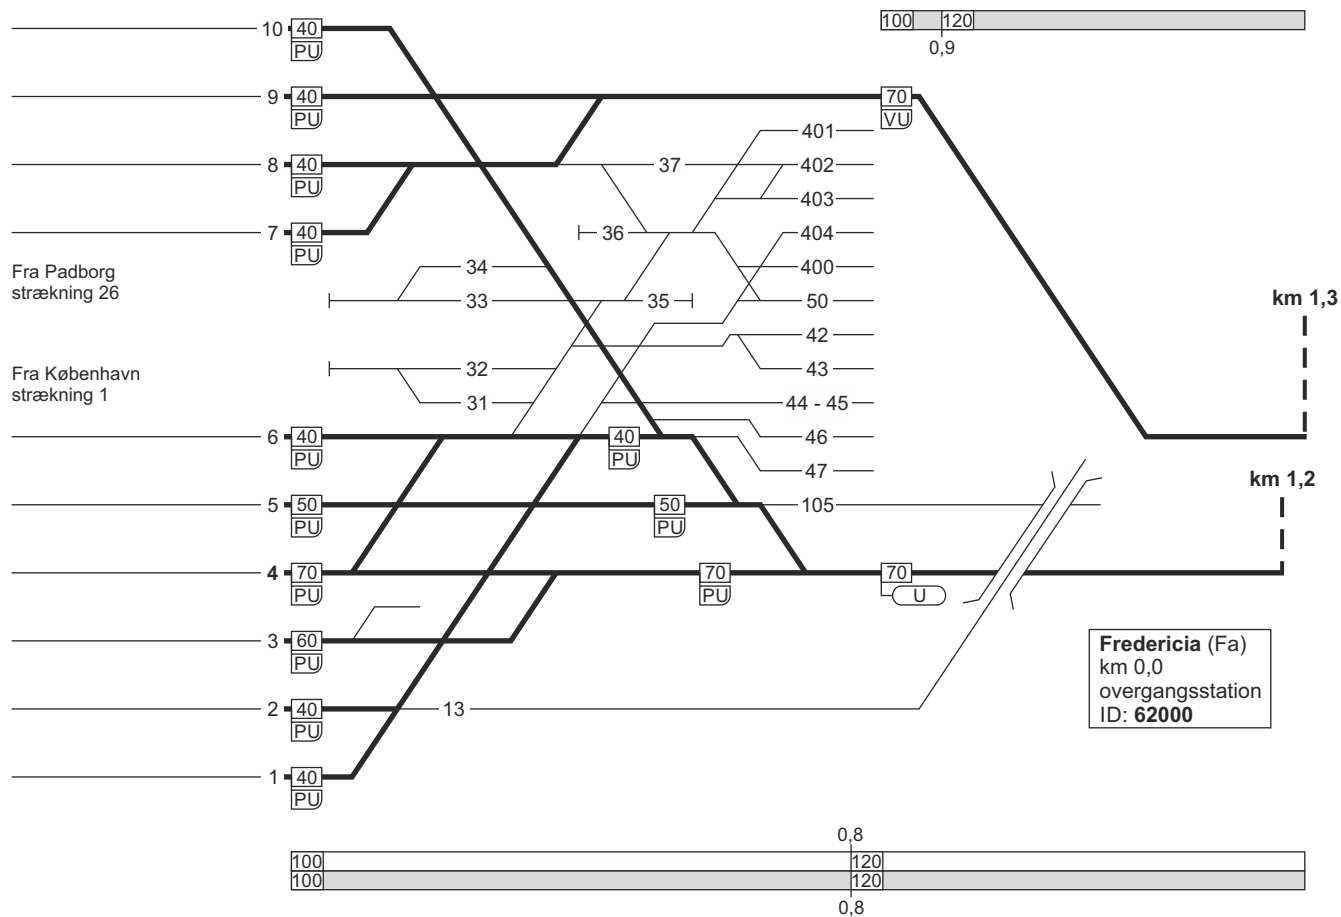 100 120
0,9
10 40
PU
9 40
PU
70
VU
401
8 40
PU
37
402
403
7 40
PU
36
404
Fra Padborg
strækning 26
34
400
33
35
50
km 1,3
42
Fra København
strækning 1
32
43
31
44 - 45
6 40
PU
40
PU
46
47
km 1,2
5 50
PU
50
PU
105
4 70
PU
70
PU
70
U
3 60
PU
Fredericia (Fa)
km 0,0
overgangsstation
ID: 62000
2 40
PU
13
1 40
PU
0,8
100 120
100 120
0,8